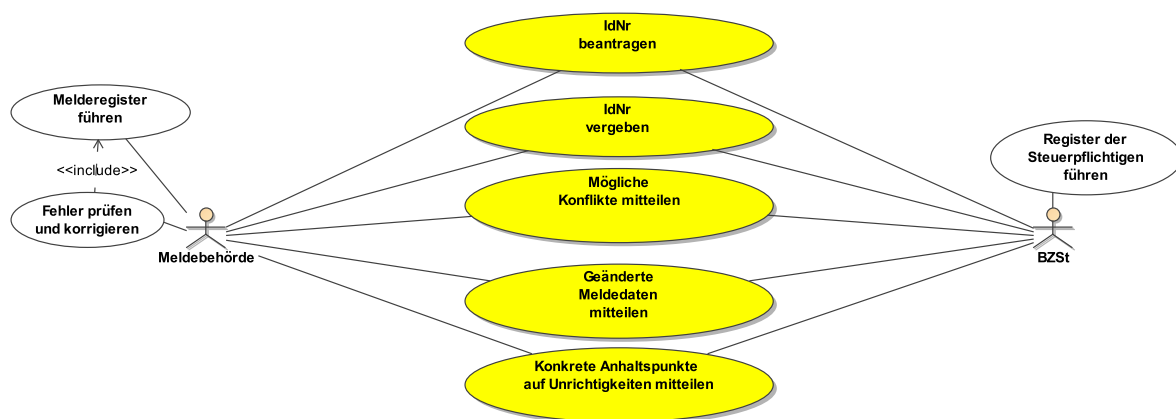 IdNr
beantragen
Melderegister
führen
IdNr
vergeben
<<include>>
Register der
Steuerpflichtigen
führen
Fehler prüfen
und korrigieren
Mögliche
Konflikte mitteilen
Meldebehörde
BZSt
Geänderte
Meldedaten
mitteilen
Konkrete Anhaltspunkte
auf Unrichtigkeiten mitteilen